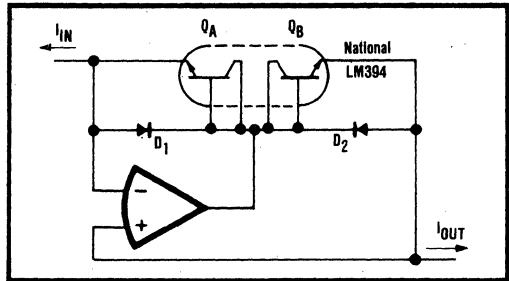 I_IN Q_A Q_B National
LM394
D_1 D_2
−
+
I_OUT